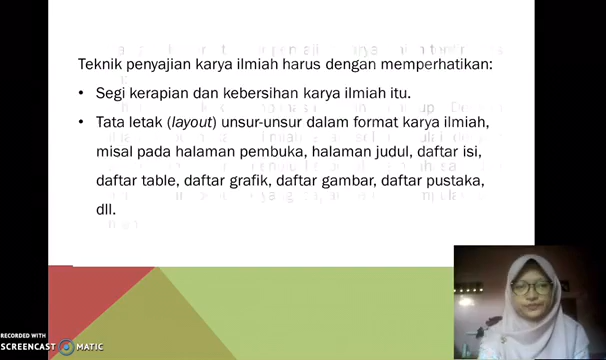 Teknik penyajian karya ilmiah harus dengan memperhatikan:
• Segi kerapian dan kebersihan karya ilmiah itu.
• Tata letak (layout) unsur-unsur dalam format karya ilmiah,
misal pada halaman pembuka, halaman judul, daftar isi,
daftar table, daftar grafik, daftar gambar, daftar pustaka,
dll.
RECORDED WITH
SCREENCAST MATIC